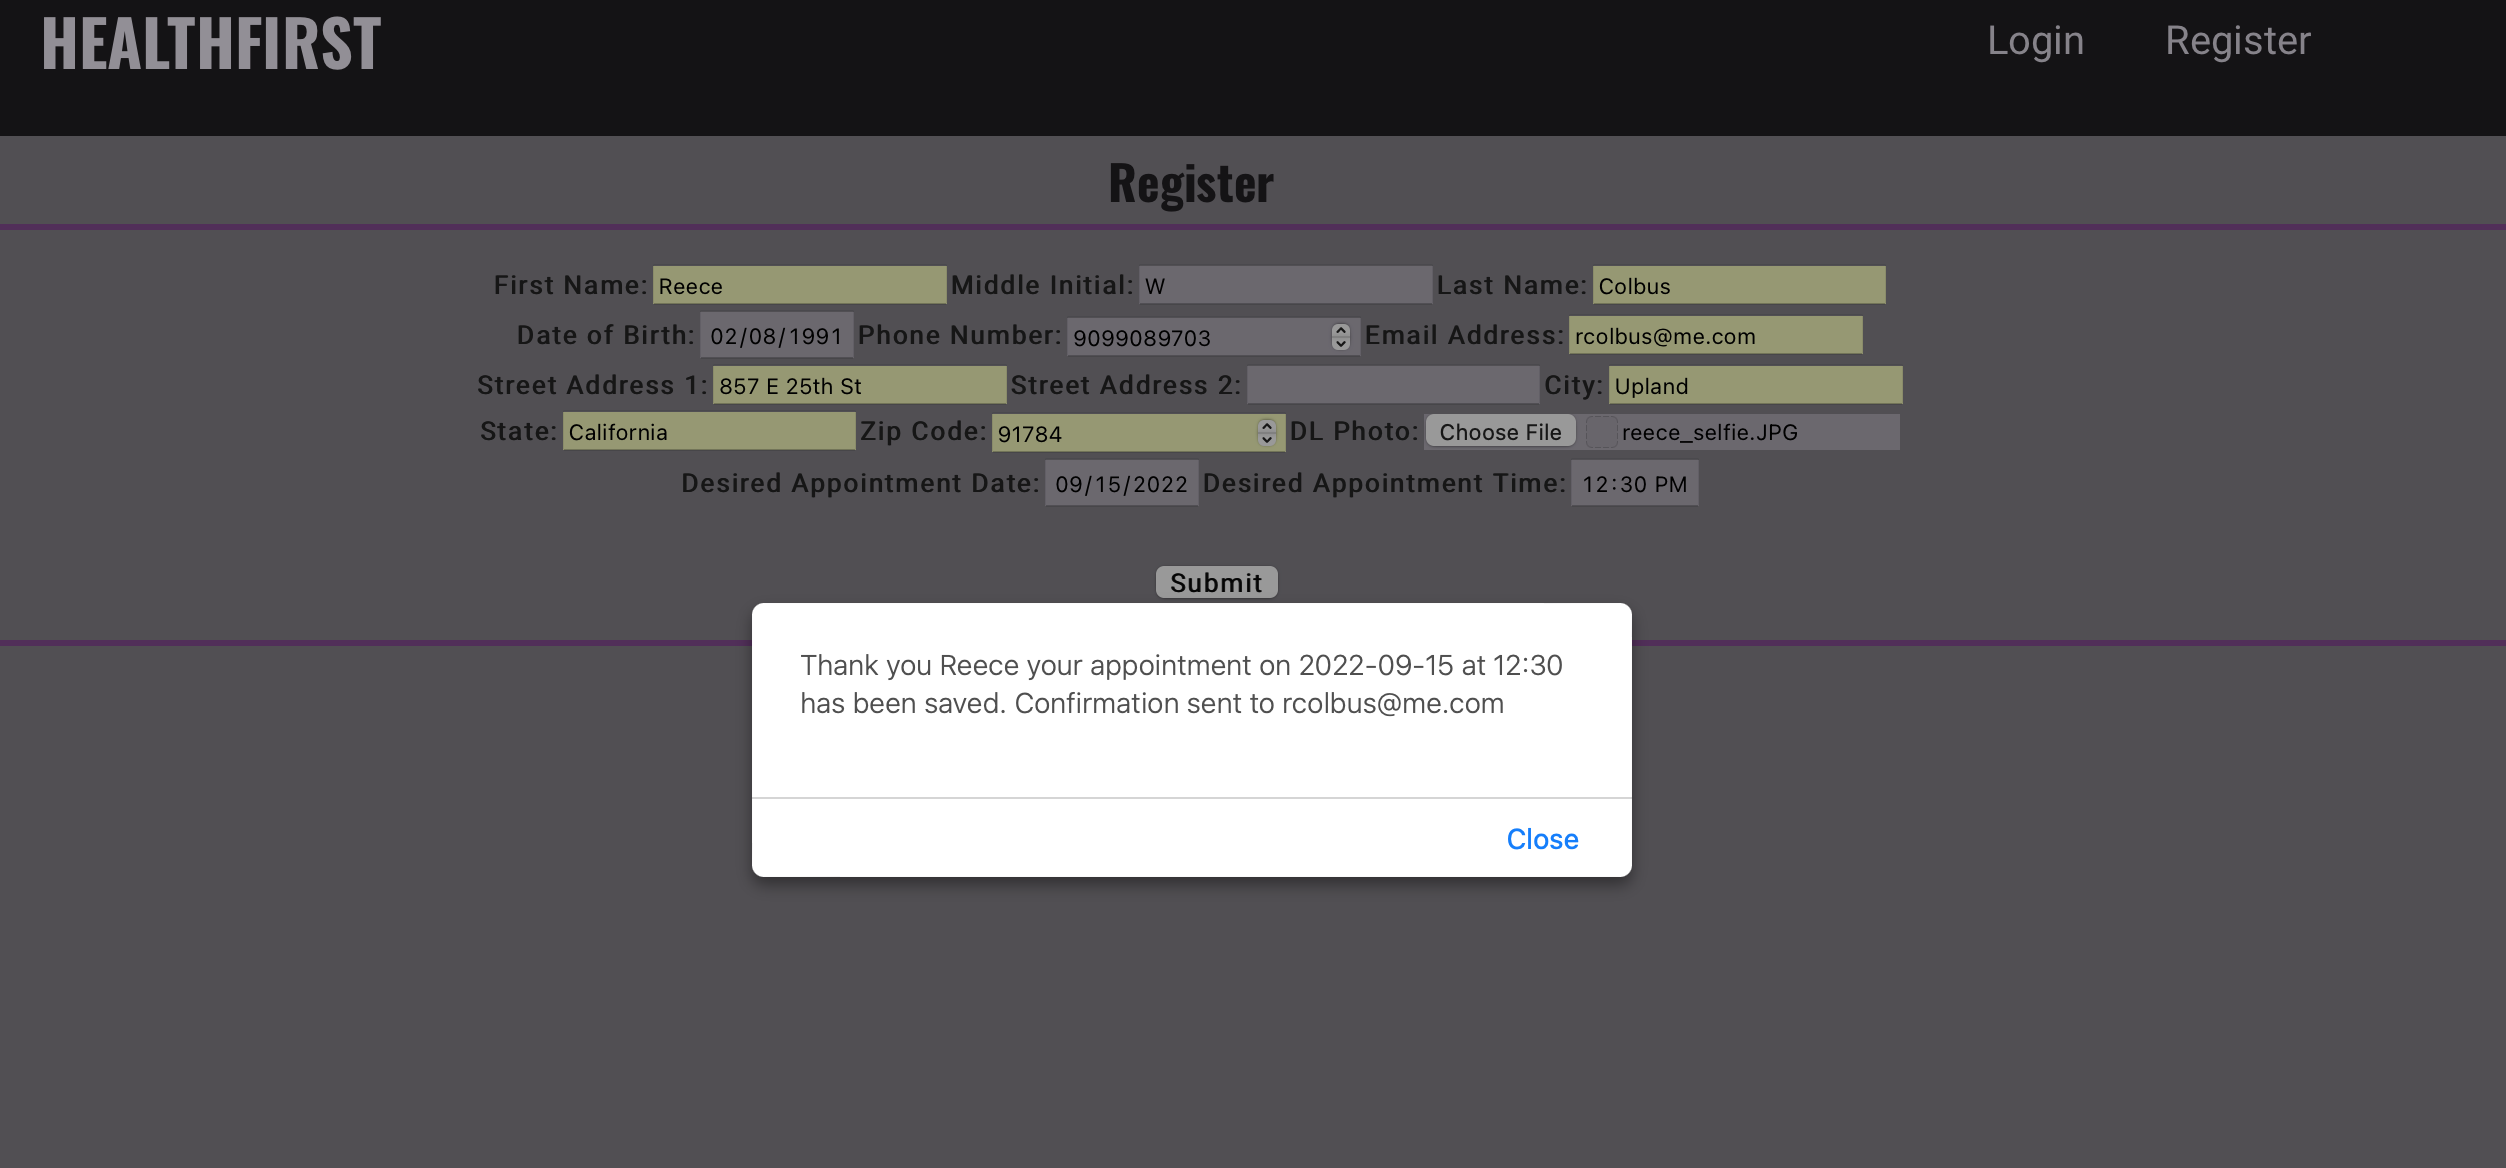 HEALTHFIRST Login Register
Register
First Name: Reece Middle Initial: W Last Name: Colbus
Date of Birth: 02/08/1991 Phone Number: 9099089703 Email Address: rcolbus@me.com
Street Address 1: 857 E 25th St Street Address 2: City: Upland
State: California Zip Code: 91784 DL Photo: Choose File reece_selfie.JPG
Desired Appointment Date: 09/15/2022 Desired Appointment Time: 12:30 PM
Submit
Thank you Reece your appointment on 2022-09-15 at 12:30
has been saved. Confirmation sent to rcolbus@me.com
Close